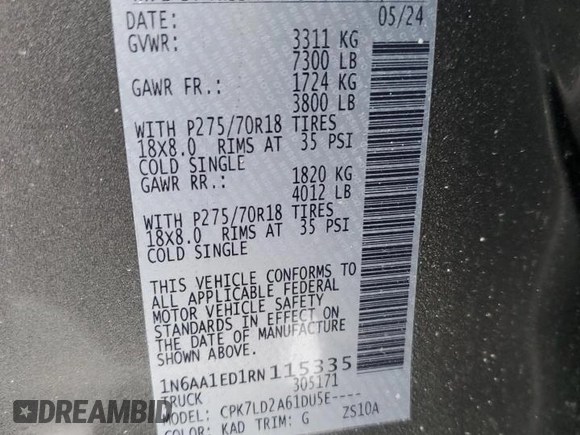 DATE: 05/24
GVWR: 3311 KG
7300 LB
GAWR FR.: 1724 KG
3800 LB
WITH P275/70R18 TIRES
18X8.0 RIMS AT 35 PSI
COLD SINGLE
GAWR RR.: 1820 KG
4012 LB
WITH P275/70R18 TIRES
18X8.0 RIMS AT 35 PSI
COLD SINGLE
THIS VEHICLE CONFORMS TO
ALL APPLICABLE FEDERAL
MOTOR VEHICLE SAFETY
STANDARDS IN EFFECT ON
THE DATE OF MANUFACTURE
SHOWN ABOVE.
1N6AA1ED1RN115335
TRUCK 305171
MODEL: CPK7LD2A61DU5E----
COLOR: KAD TRIM: G ZS10A
STATCARBID